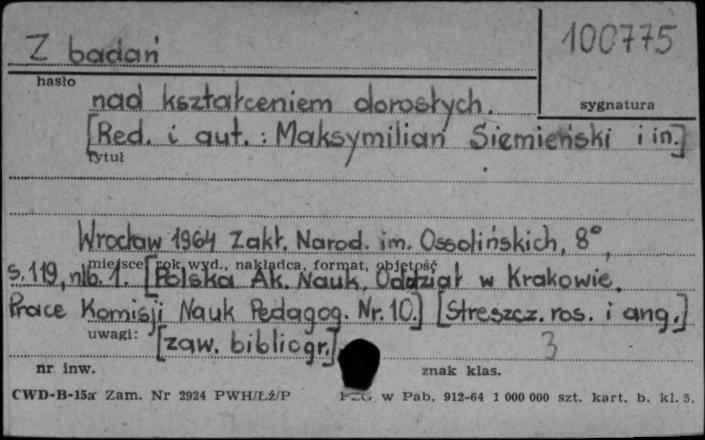 Z badań
100775
hasło
nad kształceniem dorosłych.
sygnatura
[Red. i aut. : Maksymilian Siemieński i in.]
tytuł
Wrocław 1964 Zakł. Narod. im. Ossolińskich, 8°,
miejsce, rok wyd., nakładca, format, objętość
s. 119, nlb. 1. [Polska Ak. Nauk. Oddział w Krakowie.
Prace Komisji Nauk Pedagog. Nr. 10.] [Streszcz. ros. i ang.]
uwagi:
[zaw. bibliogr.]
3
nr inw.
znak klas.
CWD-B-15a Zam. Nr 2924 PWH/Łż/P
PZG w Pab. 912-64 1 000 000 szt. kart. b. kl. 5.